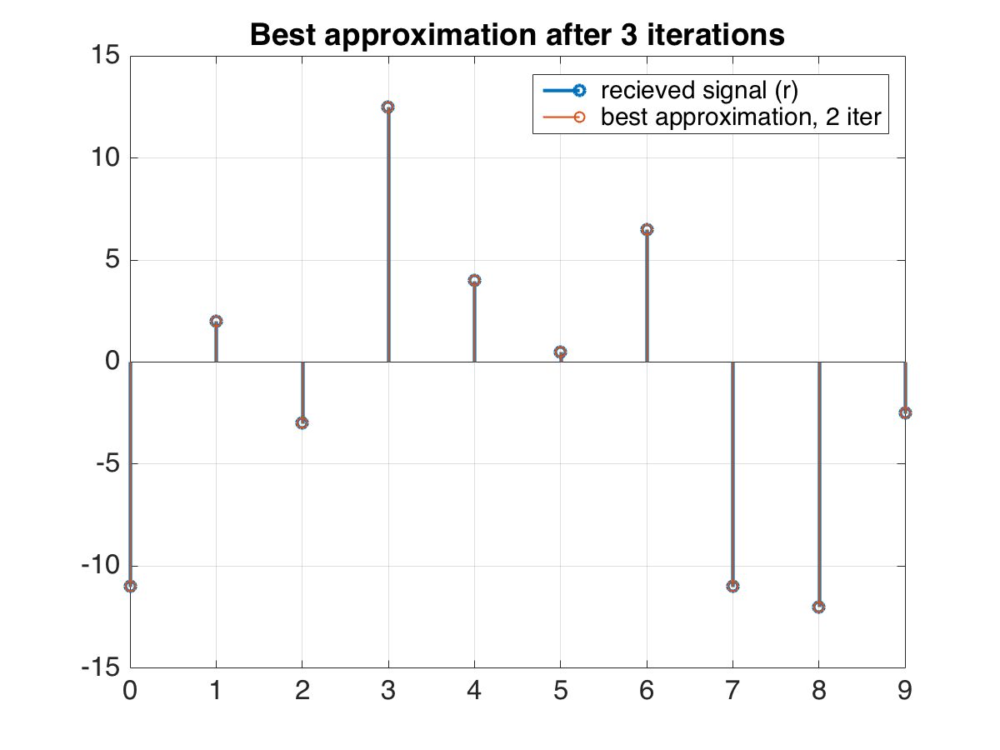 Best approximation after 3 iterations
15
recieved signal (r)
best approximation, 2 iter
10
5
0
-5
-10
-15
0 1 2 3 4 5 6 7 8 9